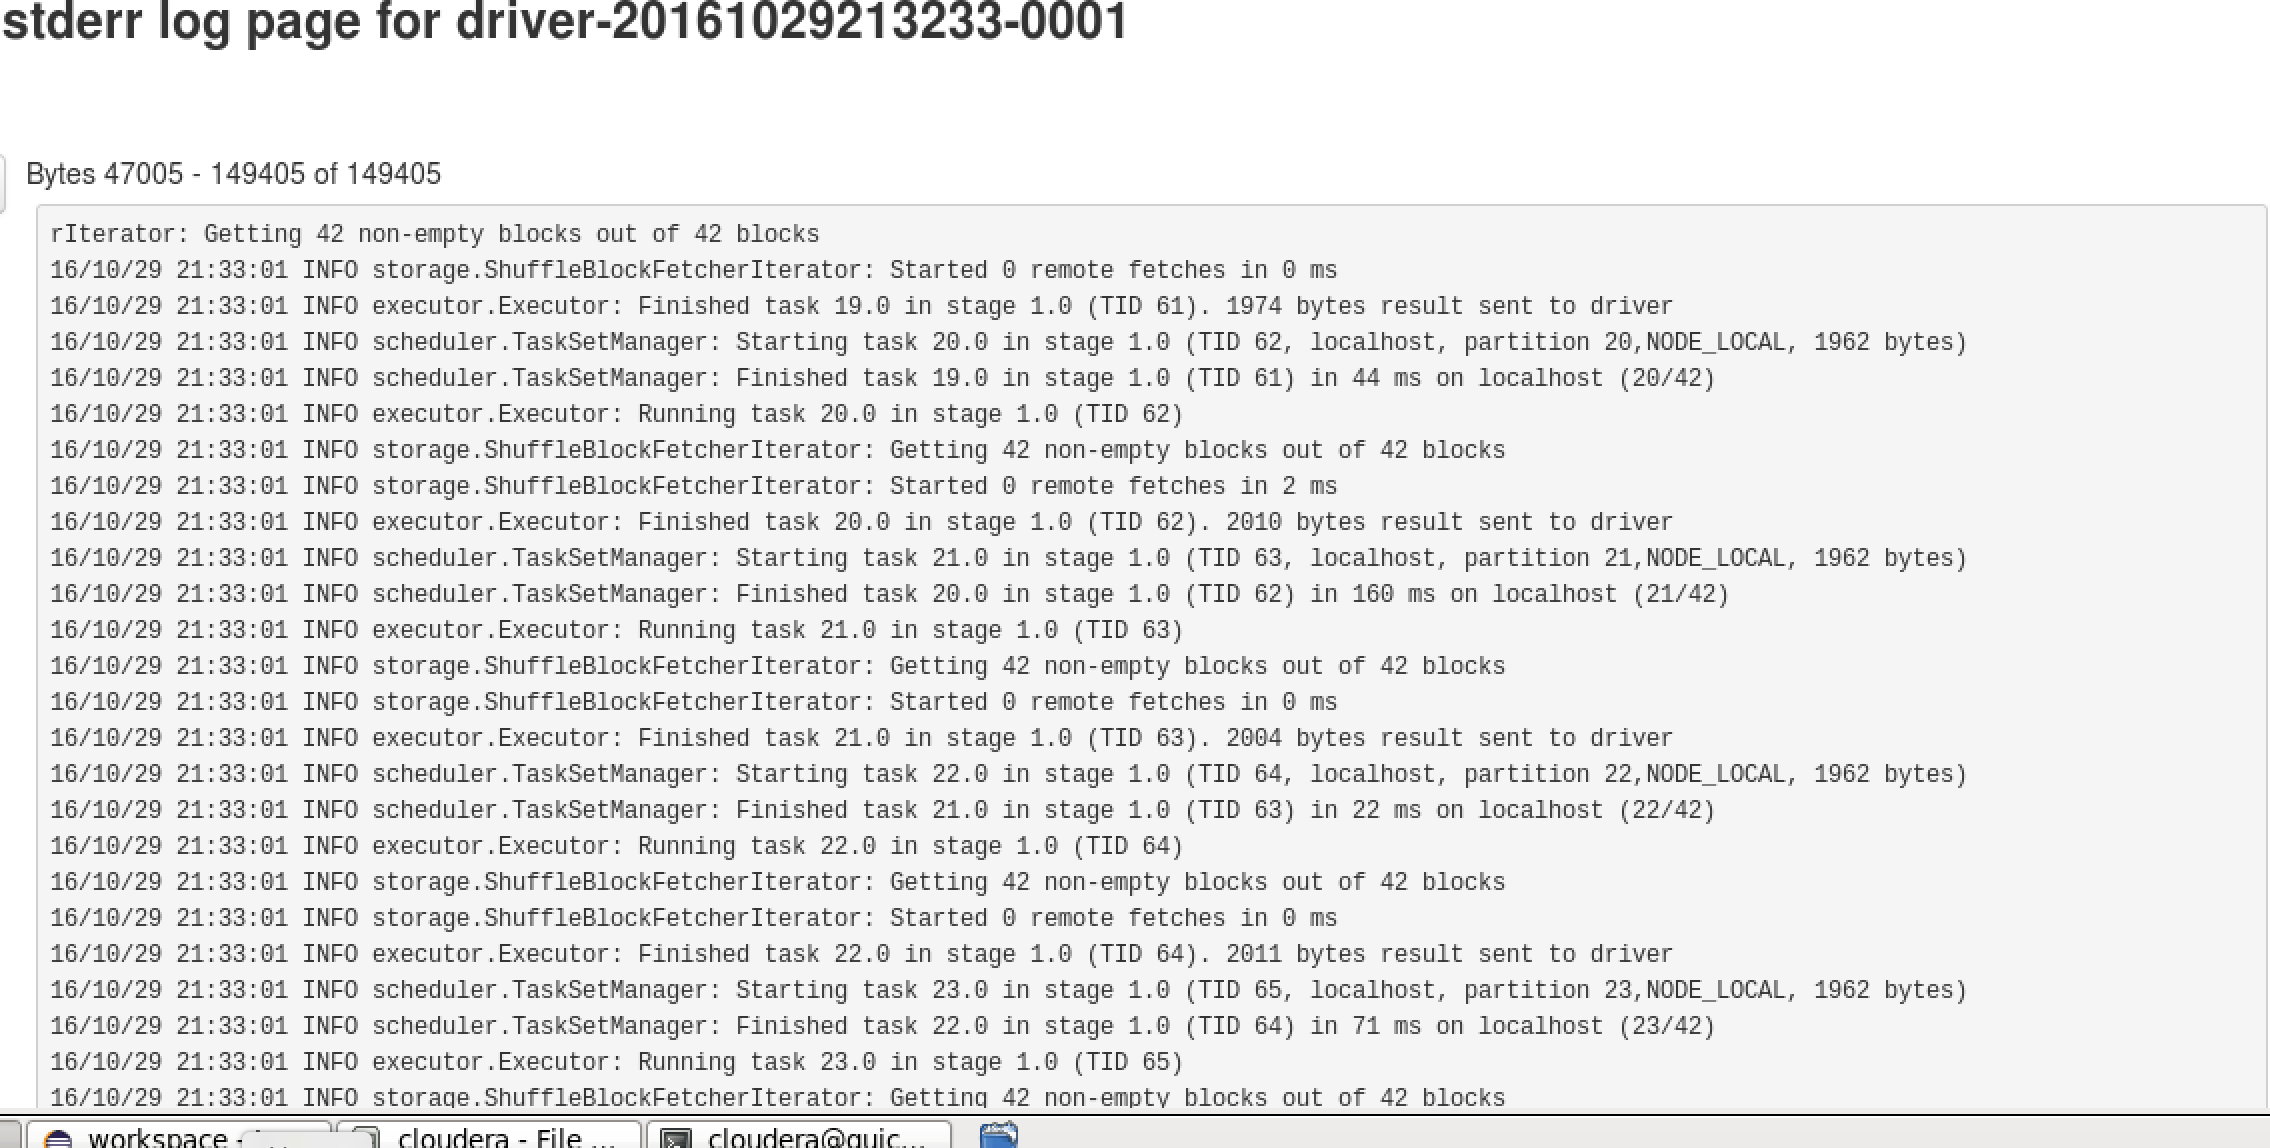 stderr log page for driver-20161029213233-0001
Bytes 47005 - 149405 of 149405
rIterator: Getting 42 non-empty blocks out of 42 blocks
16/10/29 21:33:01 INFO storage.ShuffleBlockFetcherIterator: Started 0 remote fetches in 0 ms
16/10/29 21:33:01 INFO executor.Executor: Finished task 19.0 in stage 1.0 (TID 61). 1974 bytes result sent to driver
16/10/29 21:33:01 INFO scheduler.TaskSetManager: Starting task 20.0 in stage 1.0 (TID 62, localhost, partition 20,NODE_LOCAL, 1962 bytes)
16/10/29 21:33:01 INFO scheduler.TaskSetManager: Finished task 19.0 in stage 1.0 (TID 61) in 44 ms on localhost (20/42)
16/10/29 21:33:01 INFO executor.Executor: Running task 20.0 in stage 1.0 (TID 62)
16/10/29 21:33:01 INFO storage.ShuffleBlockFetcherIterator: Getting 42 non-empty blocks out of 42 blocks
16/10/29 21:33:01 INFO storage.ShuffleBlockFetcherIterator: Started 0 remote fetches in 2 ms
16/10/29 21:33:01 INFO executor.Executor: Finished task 20.0 in stage 1.0 (TID 62). 2010 bytes result sent to driver
16/10/29 21:33:01 INFO scheduler.TaskSetManager: Starting task 21.0 in stage 1.0 (TID 63, localhost, partition 21,NODE_LOCAL, 1962 bytes)
16/10/29 21:33:01 INFO scheduler.TaskSetManager: Finished task 20.0 in stage 1.0 (TID 62) in 160 ms on localhost (21/42)
16/10/29 21:33:01 INFO executor.Executor: Running task 21.0 in stage 1.0 (TID 63)
16/10/29 21:33:01 INFO storage.ShuffleBlockFetcherIterator: Getting 42 non-empty blocks out of 42 blocks
16/10/29 21:33:01 INFO storage.ShuffleBlockFetcherIterator: Started 0 remote fetches in 0 ms
16/10/29 21:33:01 INFO executor.Executor: Finished task 21.0 in stage 1.0 (TID 63). 2004 bytes result sent to driver
16/10/29 21:33:01 INFO scheduler.TaskSetManager: Starting task 22.0 in stage 1.0 (TID 64, localhost, partition 22,NODE_LOCAL, 1962 bytes)
16/10/29 21:33:01 INFO scheduler.TaskSetManager: Finished task 21.0 in stage 1.0 (TID 63) in 22 ms on localhost (22/42)
16/10/29 21:33:01 INFO executor.Executor: Running task 22.0 in stage 1.0 (TID 64)
16/10/29 21:33:01 INFO storage.ShuffleBlockFetcherIterator: Getting 42 non-empty blocks out of 42 blocks
16/10/29 21:33:01 INFO storage.ShuffleBlockFetcherIterator: Started 0 remote fetches in 0 ms
16/10/29 21:33:01 INFO executor.Executor: Finished task 22.0 in stage 1.0 (TID 64). 2011 bytes result sent to driver
16/10/29 21:33:01 INFO scheduler.TaskSetManager: Starting task 23.0 in stage 1.0 (TID 65, localhost, partition 23,NODE_LOCAL, 1962 bytes)
16/10/29 21:33:01 INFO scheduler.TaskSetManager: Finished task 22.0 in stage 1.0 (TID 64) in 71 ms on localhost (23/42)
16/10/29 21:33:01 INFO executor.Executor: Running task 23.0 in stage 1.0 (TID 65)
16/10/29 21:33:01 INFO storage.ShuffleBlockFetcherIterator: Getting 42 non-empty blocks out of 42 blocks
workspace - cloudera - File ... cloudera@quic...